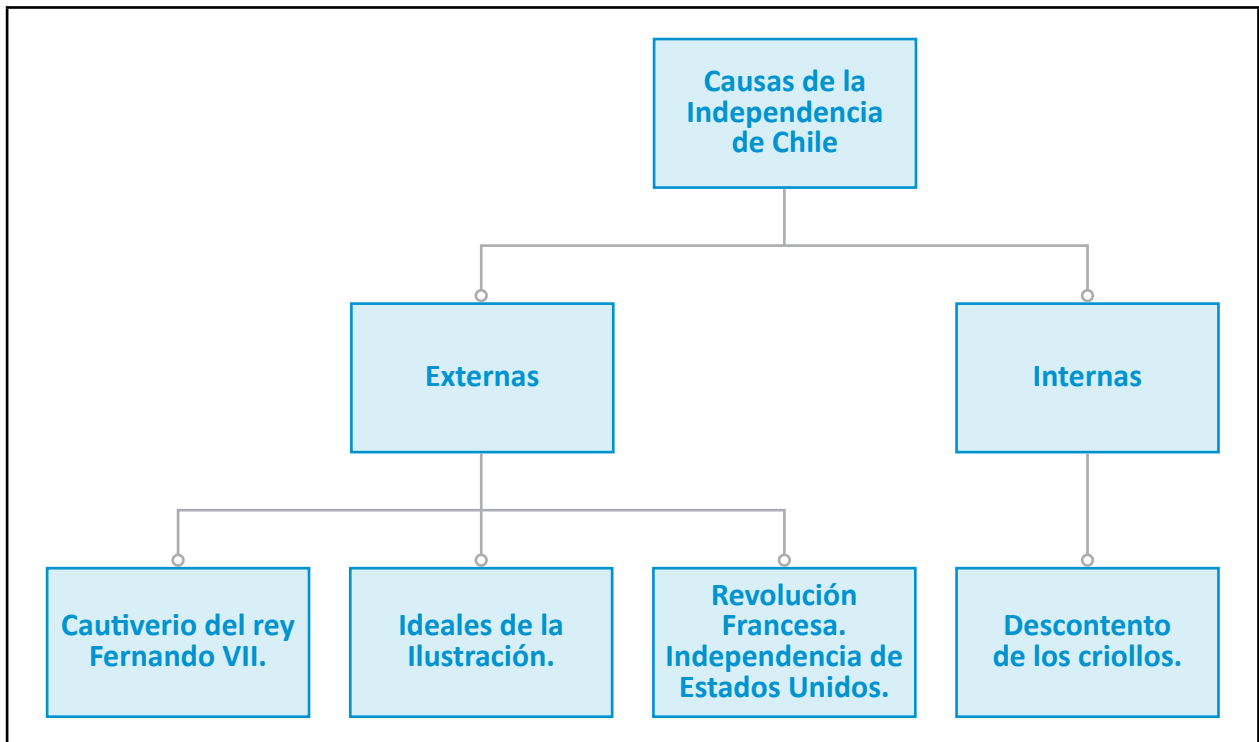 Causas de la
Independencia
de Chile
Externas
Internas
Cautiverio del rey
Fernando VII.
Ideales de la
Ilustración.
Revolución
Francesa.
Independencia de
Estados Unidos.
Descontento
de los criollos.